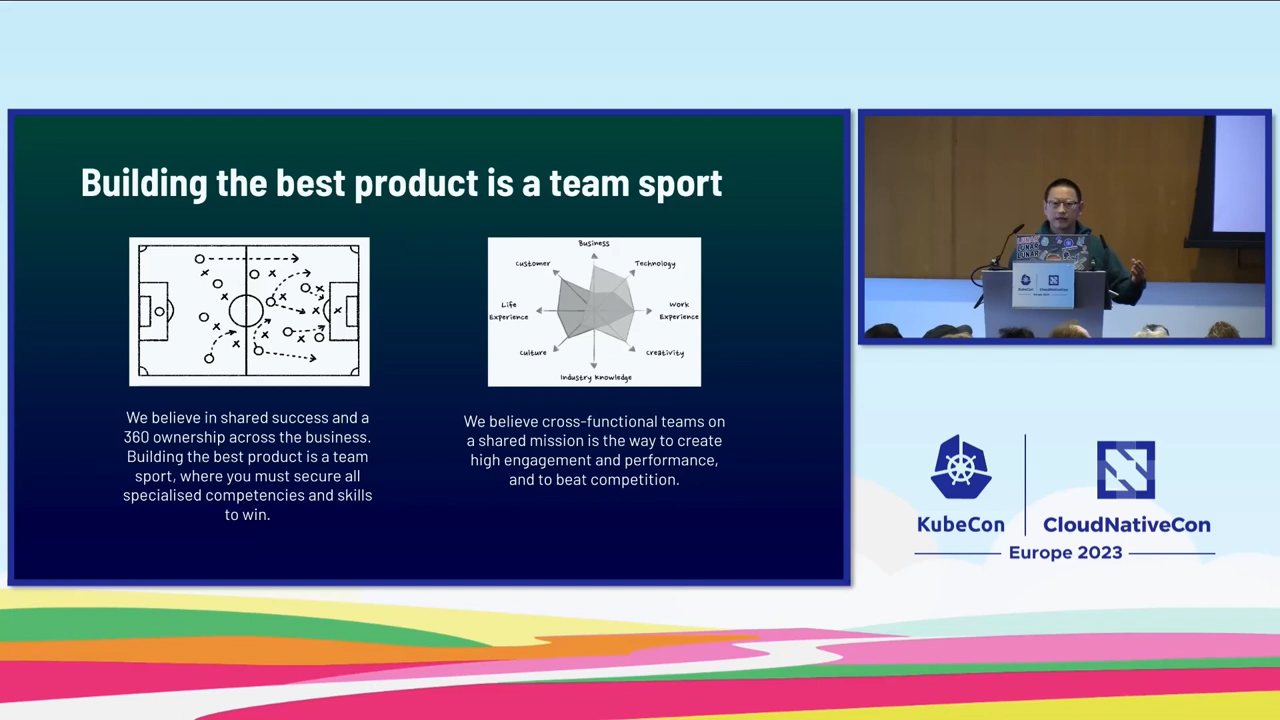 Building the best product is a team sport
Business
Customer
Technology
Life
Experience
Work
Experience
Culture
Creativity
Industry Knowledge
We believe in shared success and a
360 ownership across the business.
Building the best product is a team
sport, where you must secure all
specialised competencies and skills
to win.
We believe cross-functional teams on
a shared mission is the way to create
high engagement and performance,
and to beat competition.
LUNAR
LUNAR
LUNAR
KubeCon
CloudNativeCon
Europe 2023